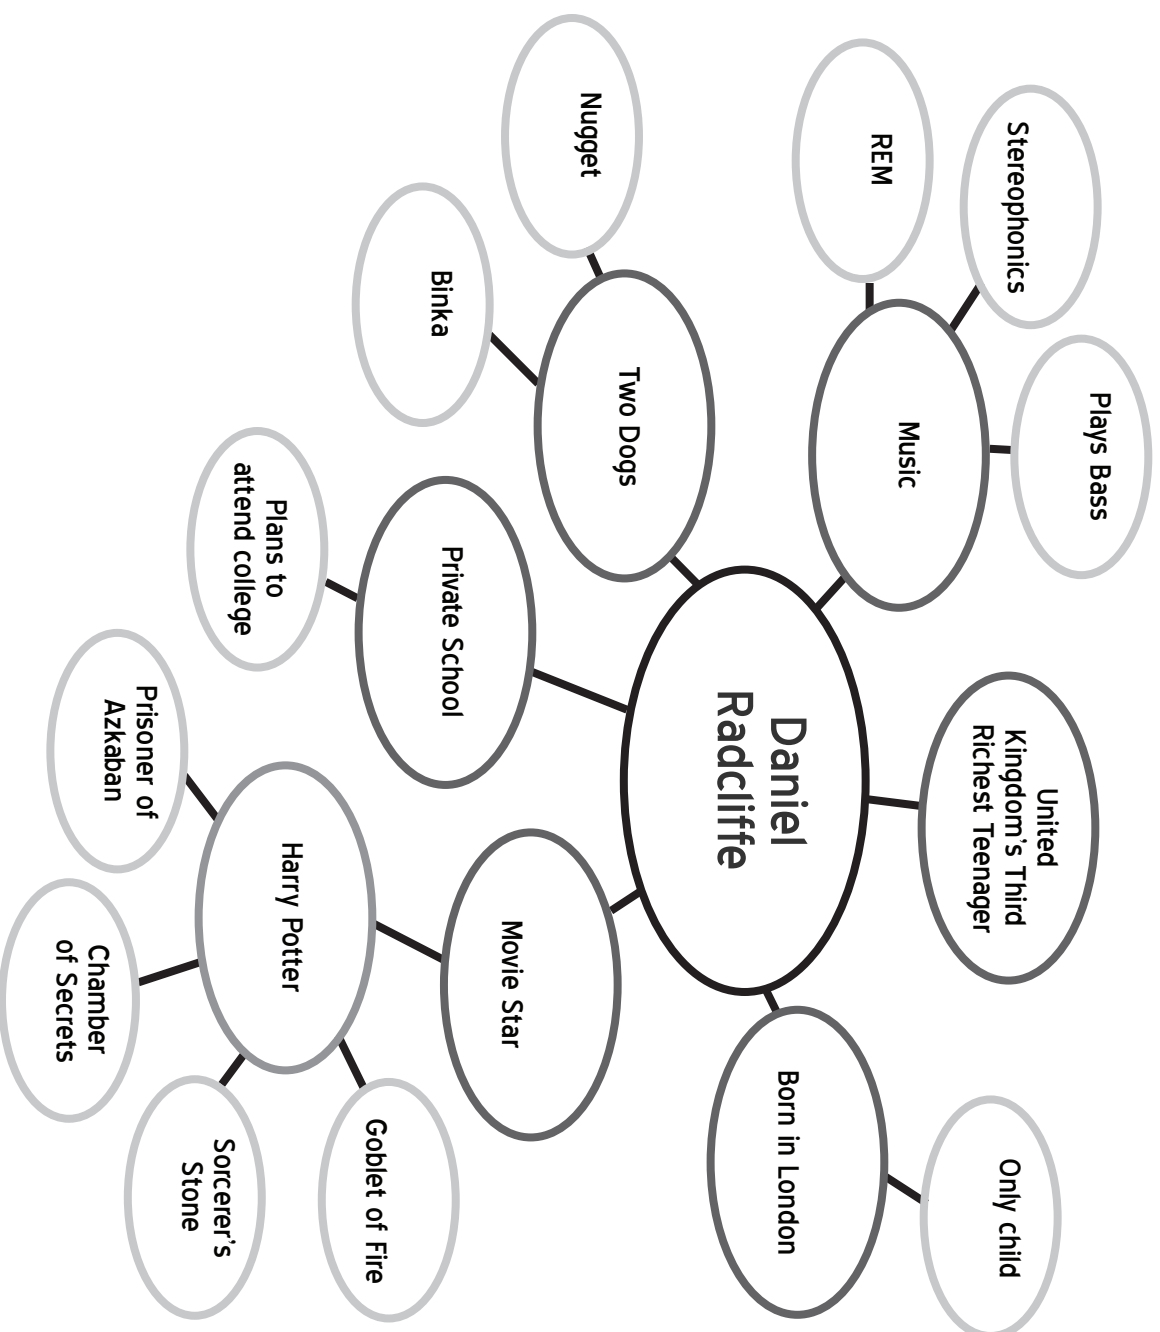 Stereophonics
REM
Plays Bass
Music
United
Kingdom's Third
Richest Teenager
Only child
Born in London
Daniel
Radcliffe
Nugget
Two Dogs
Binka
Private School
Plans to
attend college
Movie Star
Harry Potter
Prisoner of
Azkaban
Chamber
of Secrets
Sorcerer's
Stone
Goblet of Fire